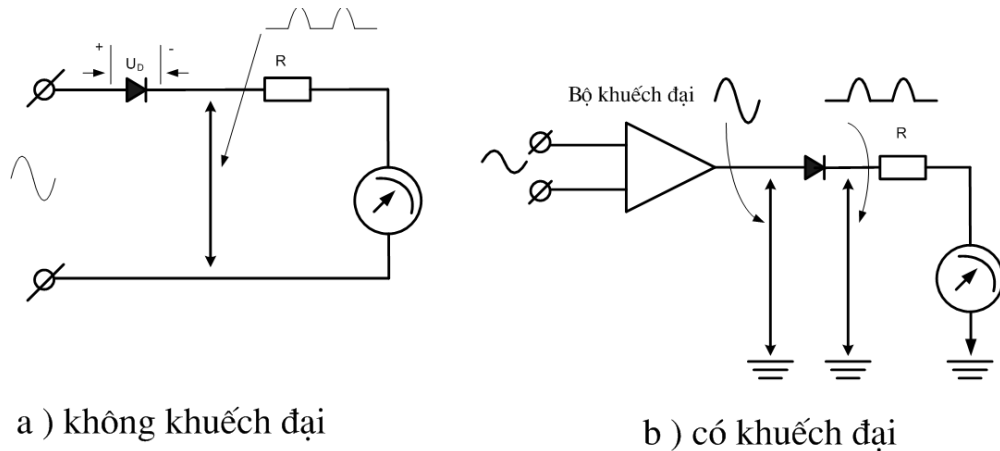 + U_D -
R
a ) không khuếch đại
Bộ khuếch đại
R
b ) có khuếch đại